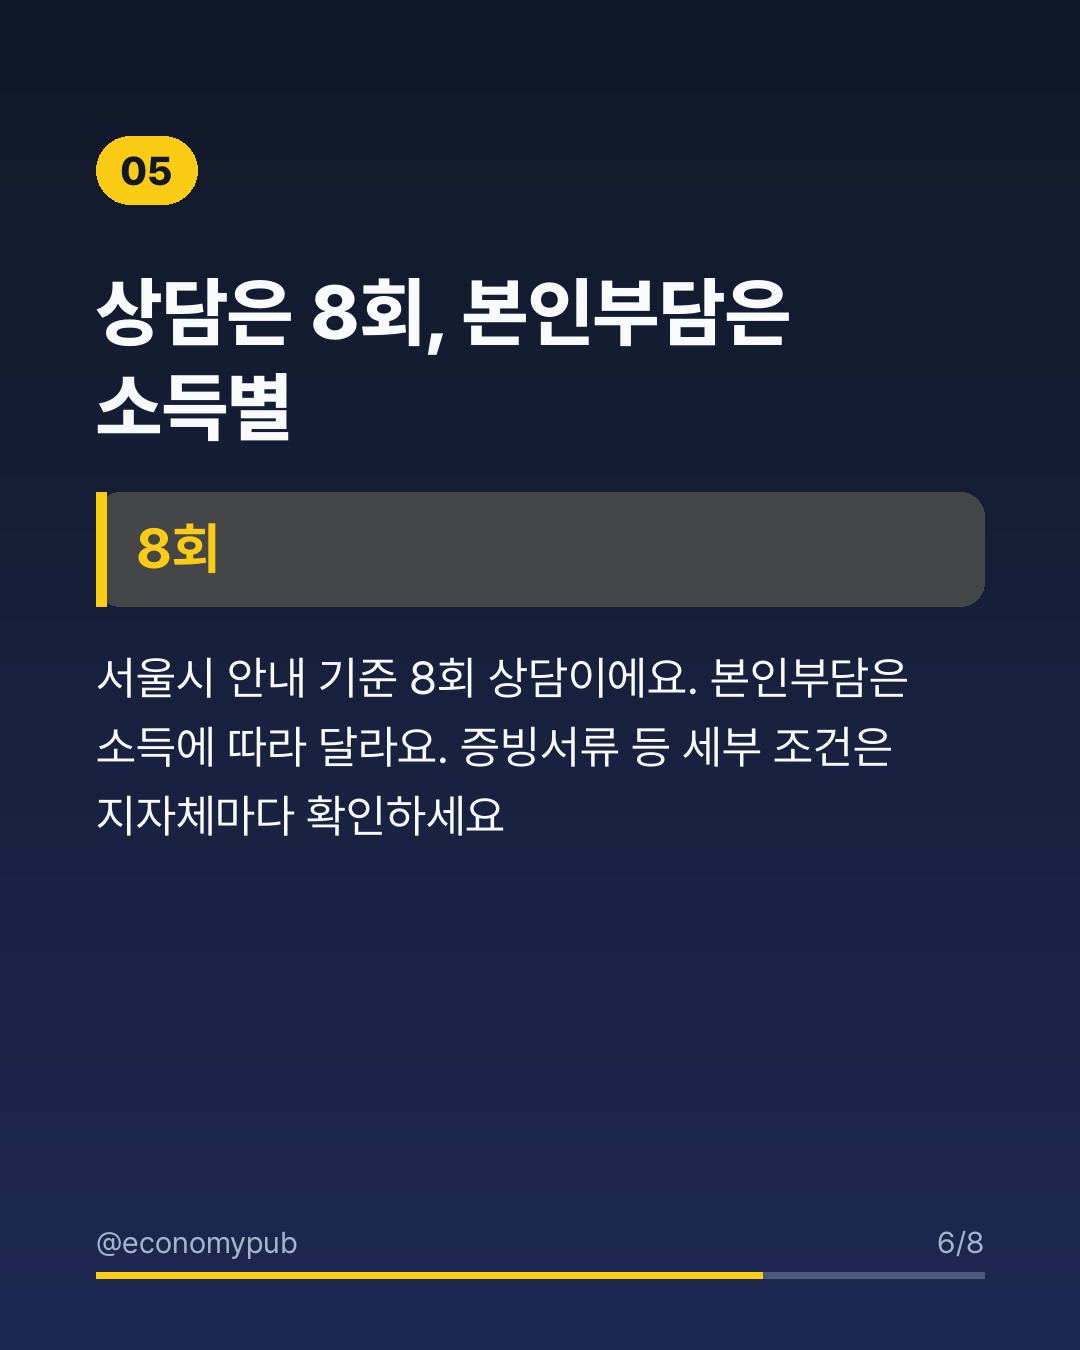 05
상담은 8회, 본인부담은
소득별
8회
서울시 안내 기준 8회 상담이에요. 본인부담은
소득에 따라 달라요. 증빙서류 등 세부 조건은
지자체마다 확인하세요
@economypub
6/8